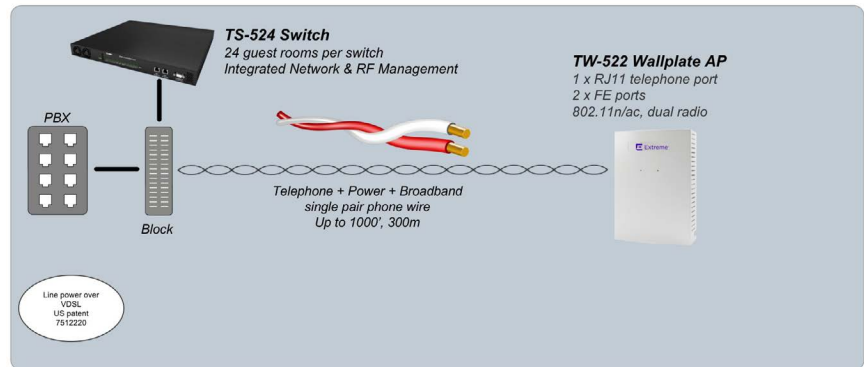 TS-524 Switch
24 guest rooms per switch
Integrated Network & RF Management
TW-522 Wallplate AP
1 x RJ11 telephone port
2 x FE ports
802.11n/ac, dual radio
PBX
Extreme
Telephone + Power + Broadband
single pair phone wire
Up to 1000', 300m
Block
Line power over
VDSL
US patent
7512220